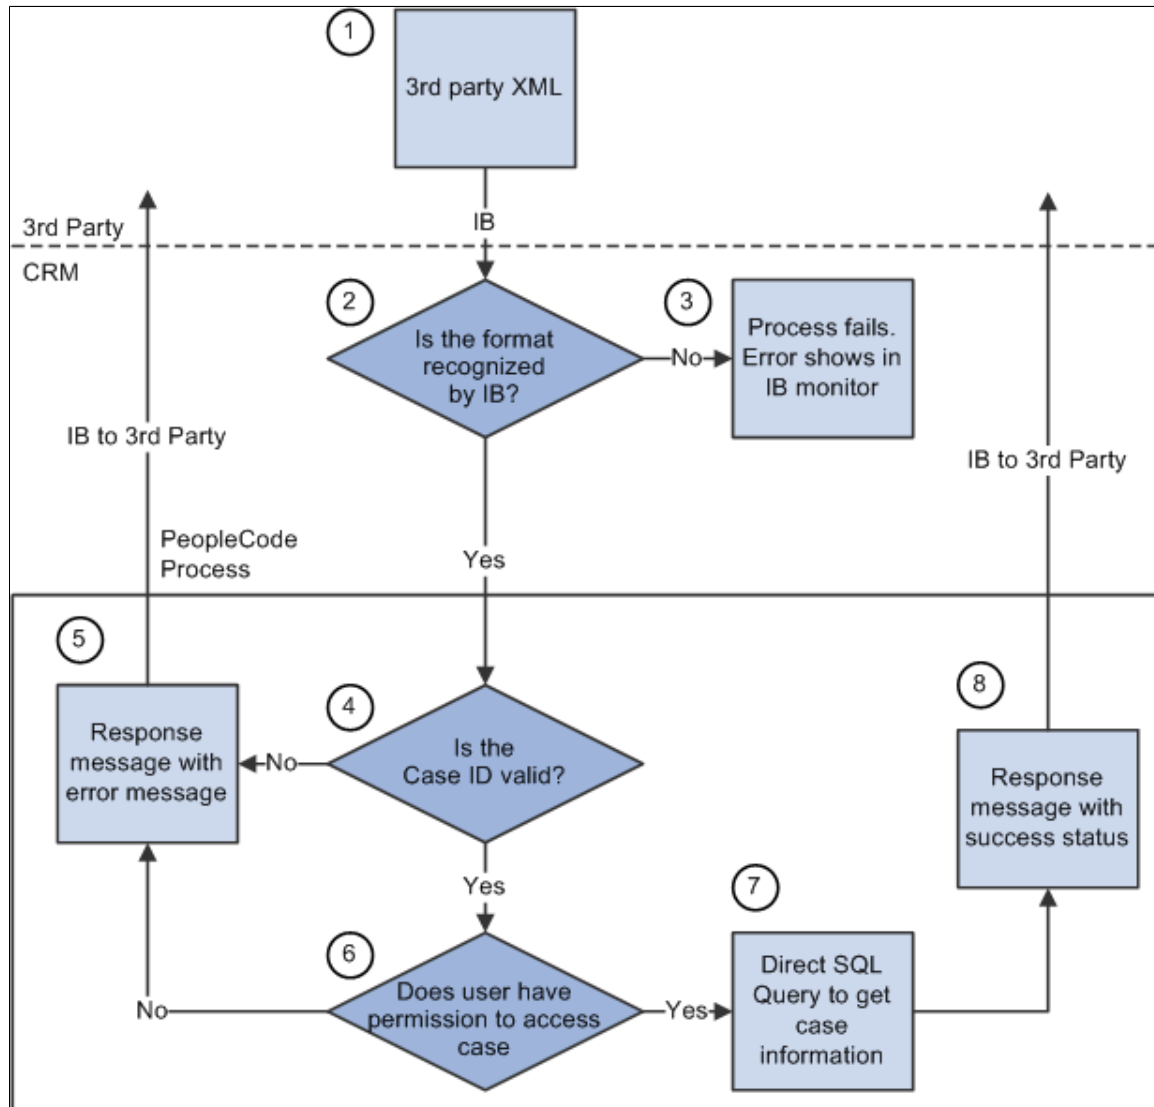 1
3rd party XML
IB
3rd Party
CRM
2
Is the format
recognized
by IB?
No
3
Process fails.
Error shows in
IB monitor
IB to 3rd Party
IB to 3rd Party
Yes
PeopleCode
Process
5
Response
message with
error message
No
4
Is the
Case ID valid?
8
Response
message with
success status
Yes
6
Does user have
permission to access
case
No
Yes
7
Direct SQL
Query to get
case
information